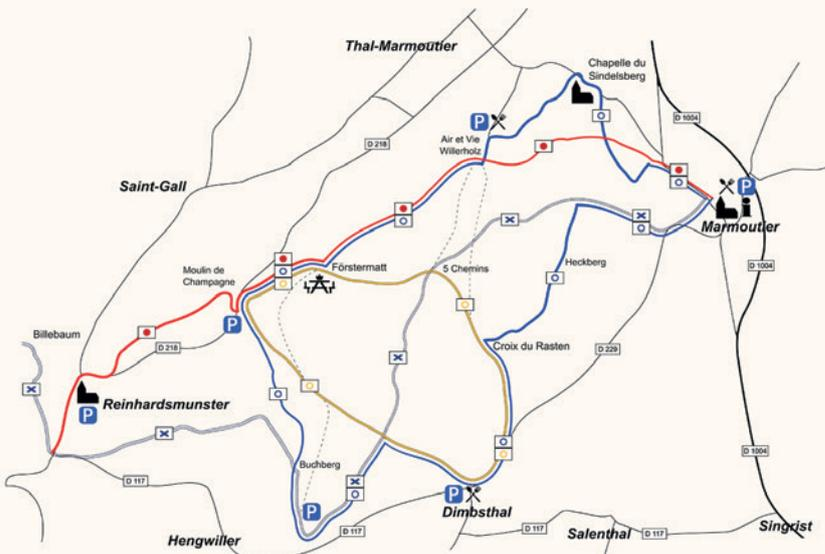 Thal-Marmoutier
Chapelle du
Sindelsberg
P
D 1004
Air et Vie
Willerholz
D 218
Saint-Gall
P
i
Marmoutier
Moulin de
Champagne
Förstermatt
5 Chemins
Heckberg
D 1004
P
Billebaum
D 218
Croix du Rasten
D 229
P
Reinhardsmunster
D 1004
Buchberg
D 117
P
P
Dimbsthal
D 117
D 117
Salenthal
D 117
Singrist
Hengwiller